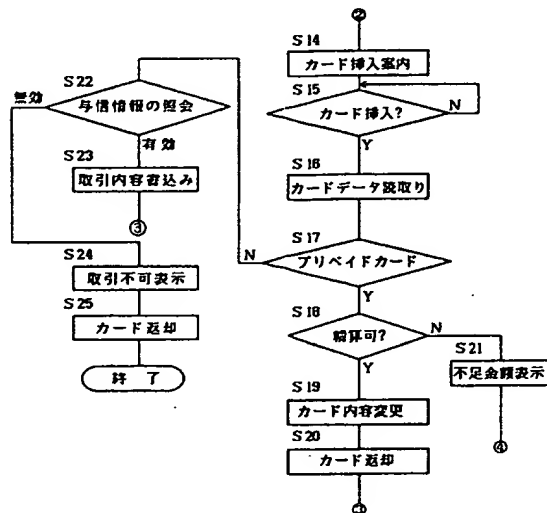 ②
S14
カード挿入案内
S15
カード挿入?
N
Y
S16
カードデータ読取り
S17
プリペイドカード
N
Y
S18
精算可?
N
Y
S21
不足金額表示
④
S19
カード内容変更
S20
カード返却
S22
与信情報の照会
無効
有効
S23
取引内容書込み
③
S24
取引不可表示
S25
カード返却
終了